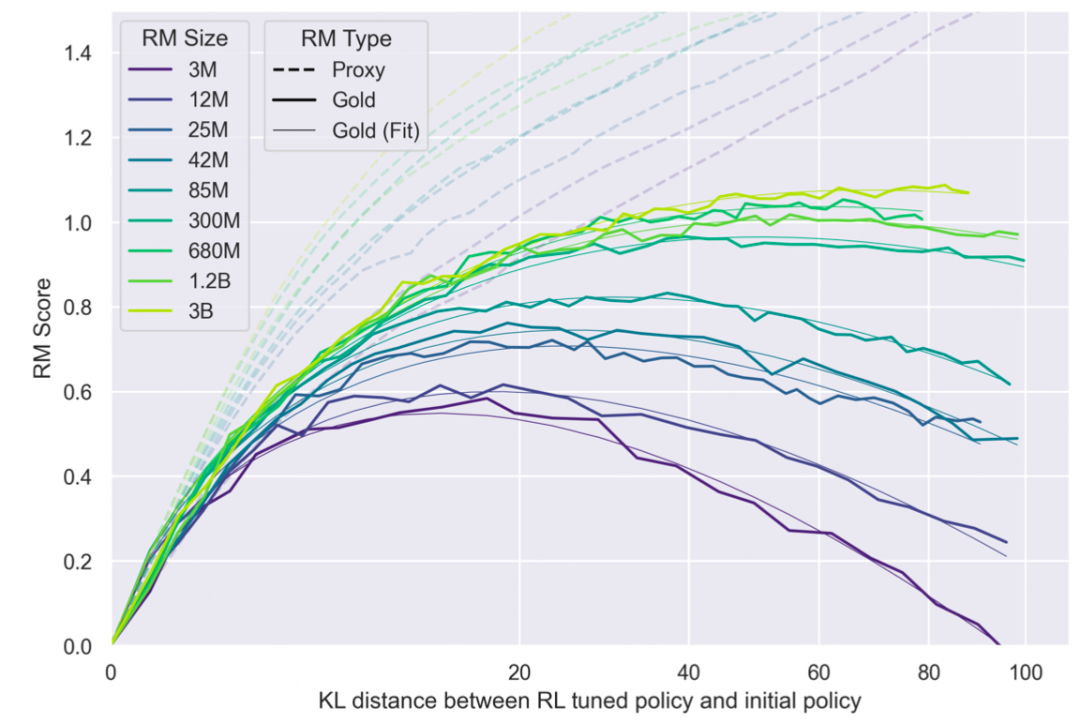 RM Size
3M
12M
25M
42M
85M
300M
680M
1.2B
3B
RM Type
Proxy
Gold
Gold (Fit)
RM Score
1.4
1.2
1.0
0.8
0.6
0.4
0.2
0.0
0
20
40
60
80
100
KL distance between RL tuned policy and initial policy